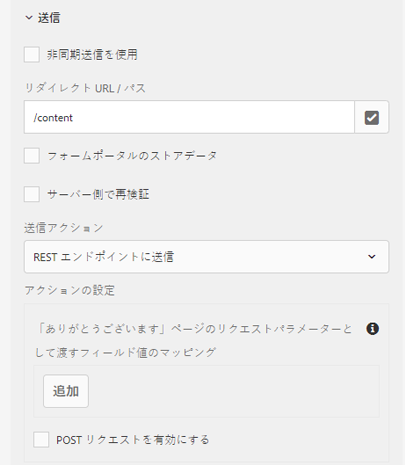 送信
非同期送信を使用
リダイレクト URL / パス
/content
フォームポータルのストアデータ
サーバー側で再検証
送信アクション
REST エンドポイントに送信
アクションの設定
「ありがとうございます」ページのリクエストパラメーターと
して渡すフィールド値のマッピング
追加
POST リクエストを有効にする